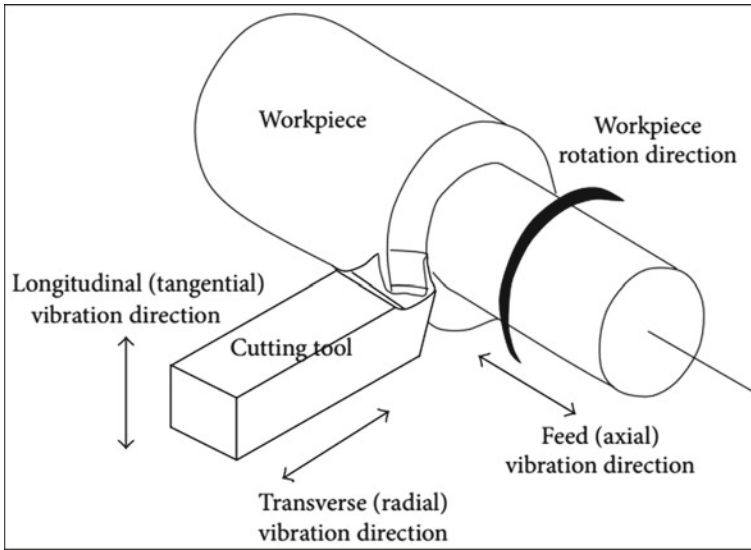 Workpiece
Workpiece
rotation direction
Longitudinal (tangential)
vibration direction
Cutting tool
Feed (axial)
vibration direction
Transverse (radial)
vibration direction